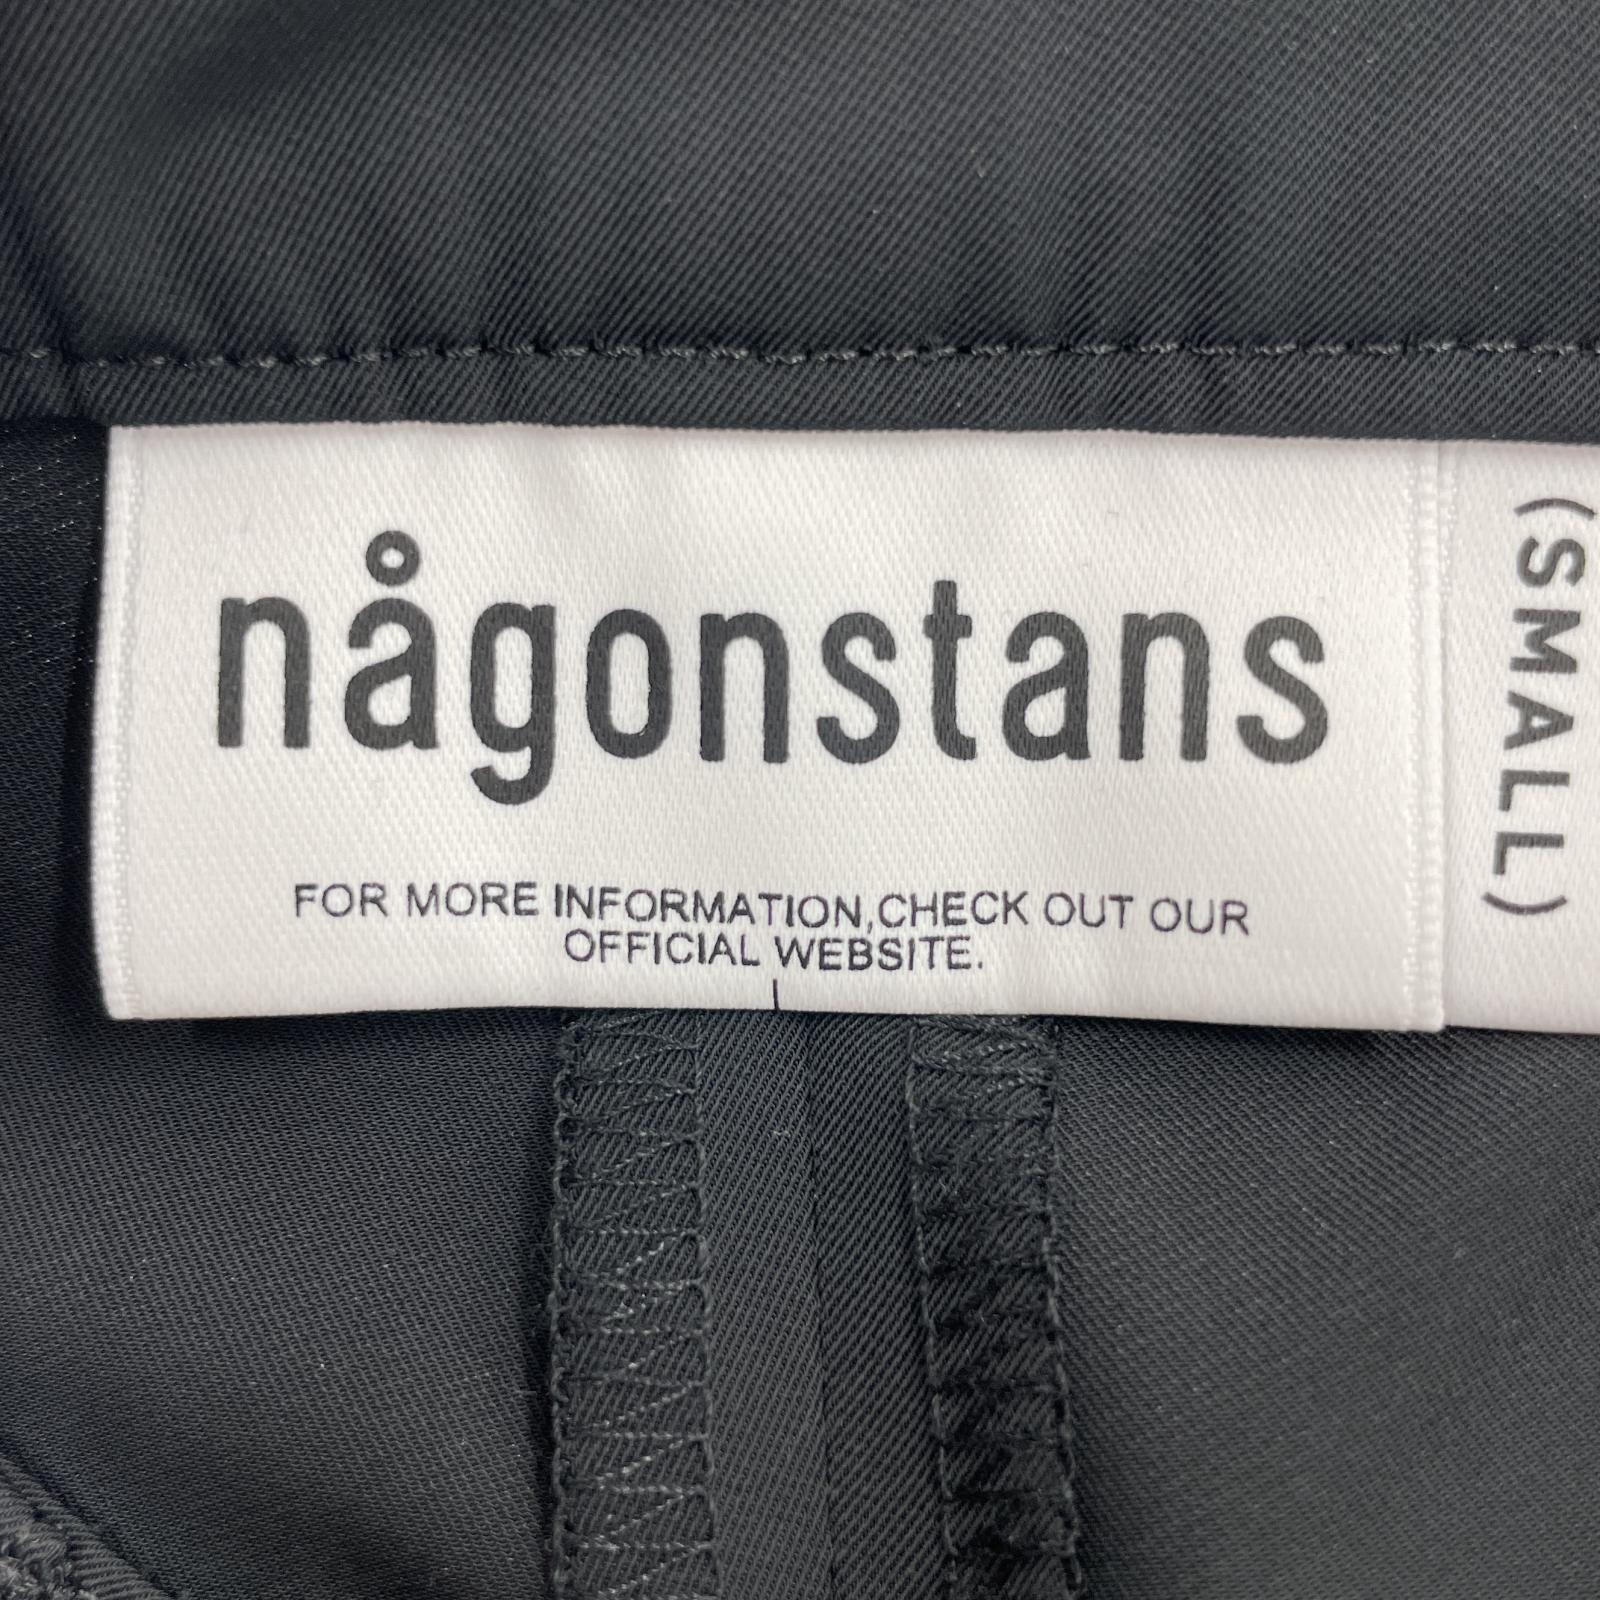 någonstans
FOR MORE INFORMATION,CHECK OUT OUR
OFFICIAL WEBSITE.
(SMALL)